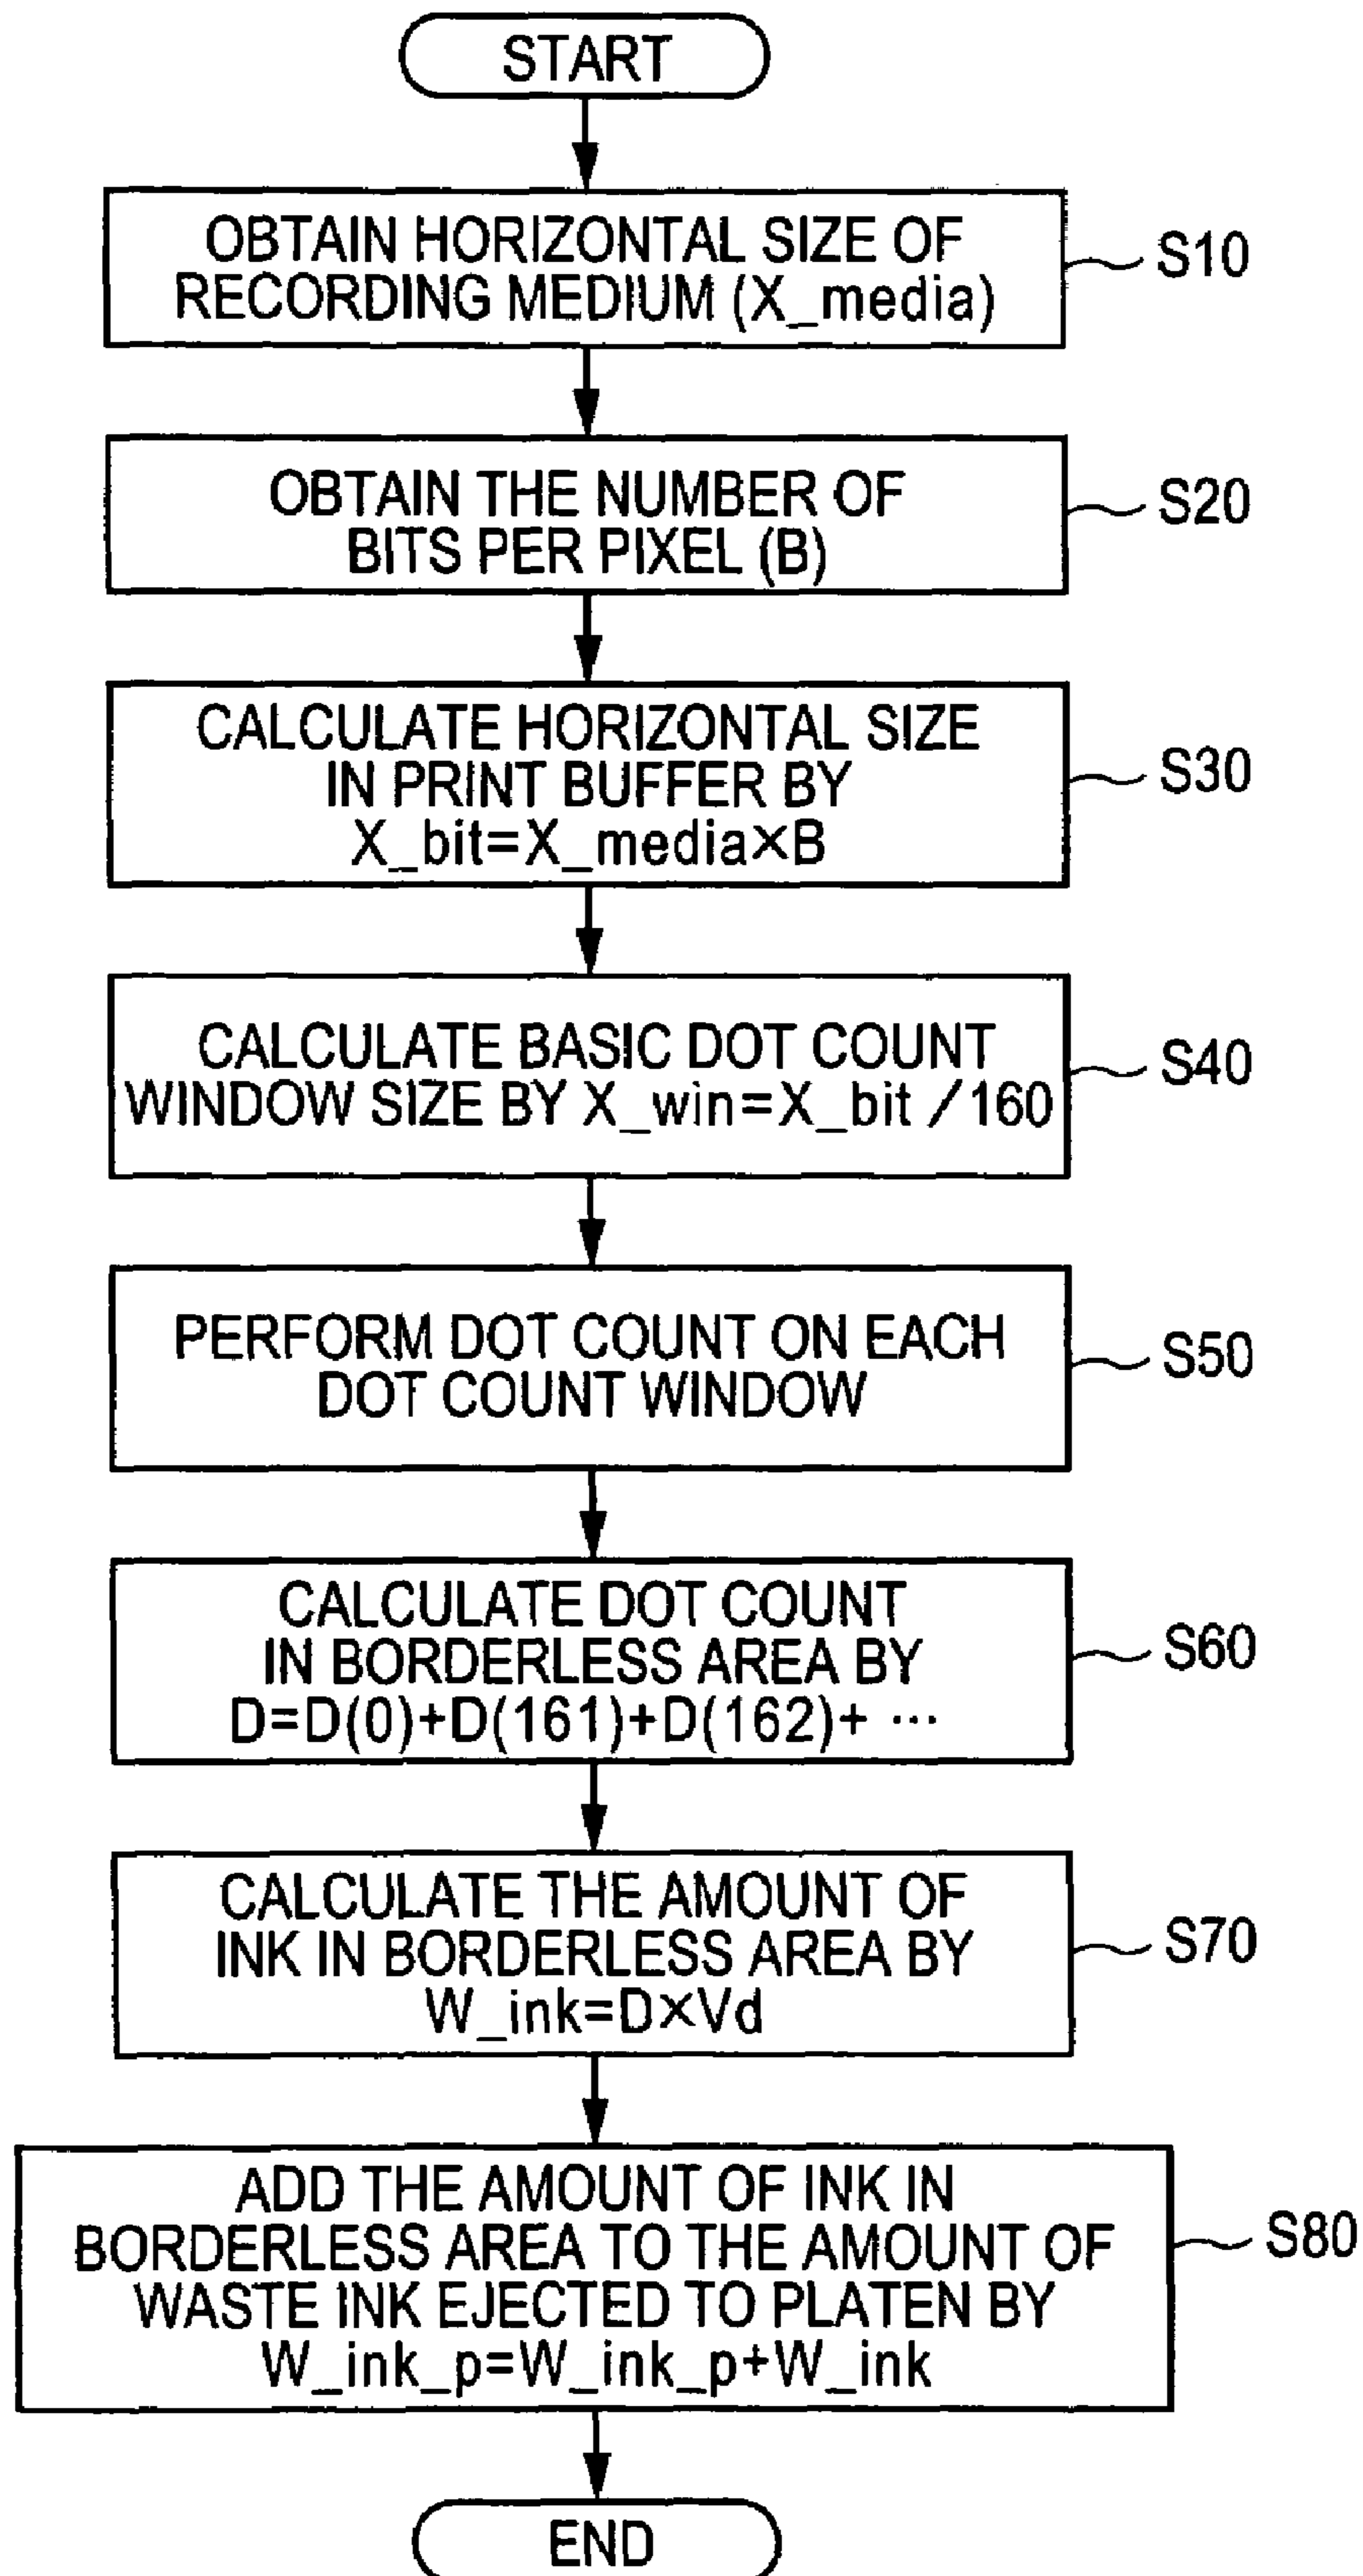 START
OBTAIN HORIZONTAL SIZE OF
RECORDING MEDIUM (X_media)
S10
OBTAIN THE NUMBER OF
BITS PER PIXEL (B)
S20
CALCULATE HORIZONTAL SIZE
IN PRINT BUFFER BY
X_bit=X_media×B
S30
CALCULATE BASIC DOT COUNT
WINDOW SIZE BY X_win=X_bit/160
S40
PERFORM DOT COUNT ON EACH
DOT COUNT WINDOW
S50
CALCULATE DOT COUNT
IN BORDERLESS AREA BY
D=D(0)+D(161)+D(162)+ ···
S60
CALCULATE THE AMOUNT OF
INK IN BORDERLESS AREA BY
W_ink=D×Vd
S70
ADD THE AMOUNT OF INK IN
BORDERLESS AREA TO THE AMOUNT OF
WASTE INK EJECTED TO PLATEN BY
W_ink_p=W_ink_p+W_ink
S80
END